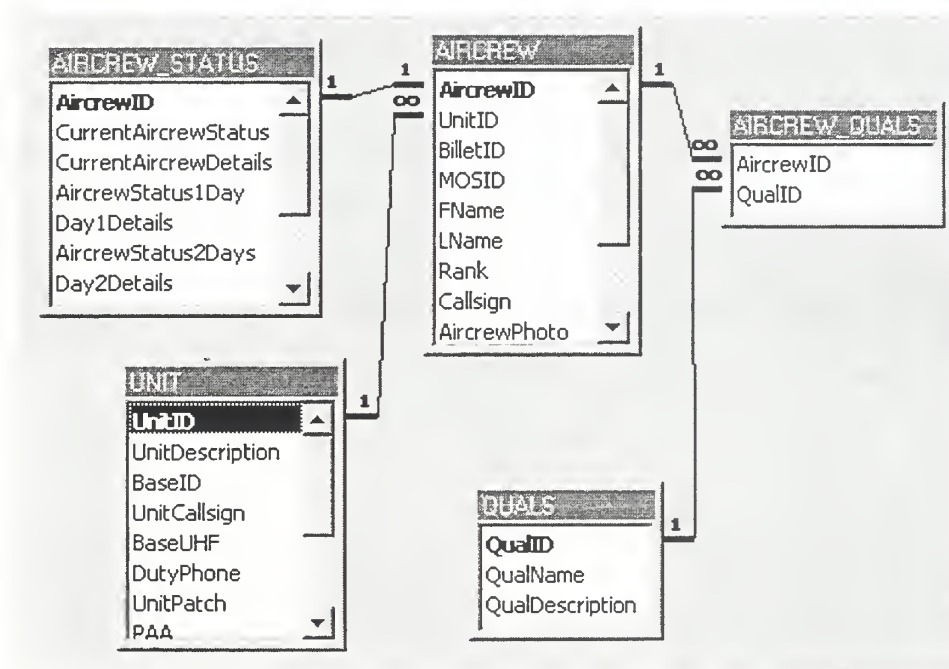 AIRCREW_STATUS
AircrewID
CurrentAircrewStatus
CurrentAircrewDetails
AircrewStatus1Day
Day1Details
AircrewStatus2Days
Day2Details
1
1
∞
AIRCREW
AircrewID
UnitID
BilletID
MOSID
FName
LName
Rank
Callsign
AircrewPhoto
1
∞
∞
AIRCREW_QUALS
AircrewID
QualID
UNIT
UnitID
UnitDescription
BaseID
UnitCallsign
BaseUHF
DutyPhone
UnitPatch
PAA
1
QUALS
QualID
QualName
QualDescription
1